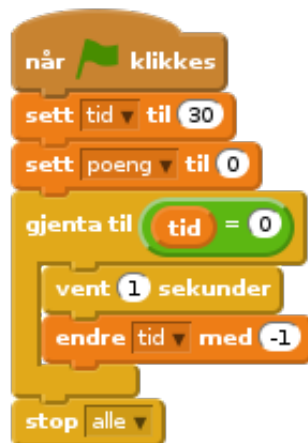 når klikkes
sett tid til 30
sett poeng til 0
gjenta til tid = 0
vent 1 sekunder
endre tid med -1
stop alle